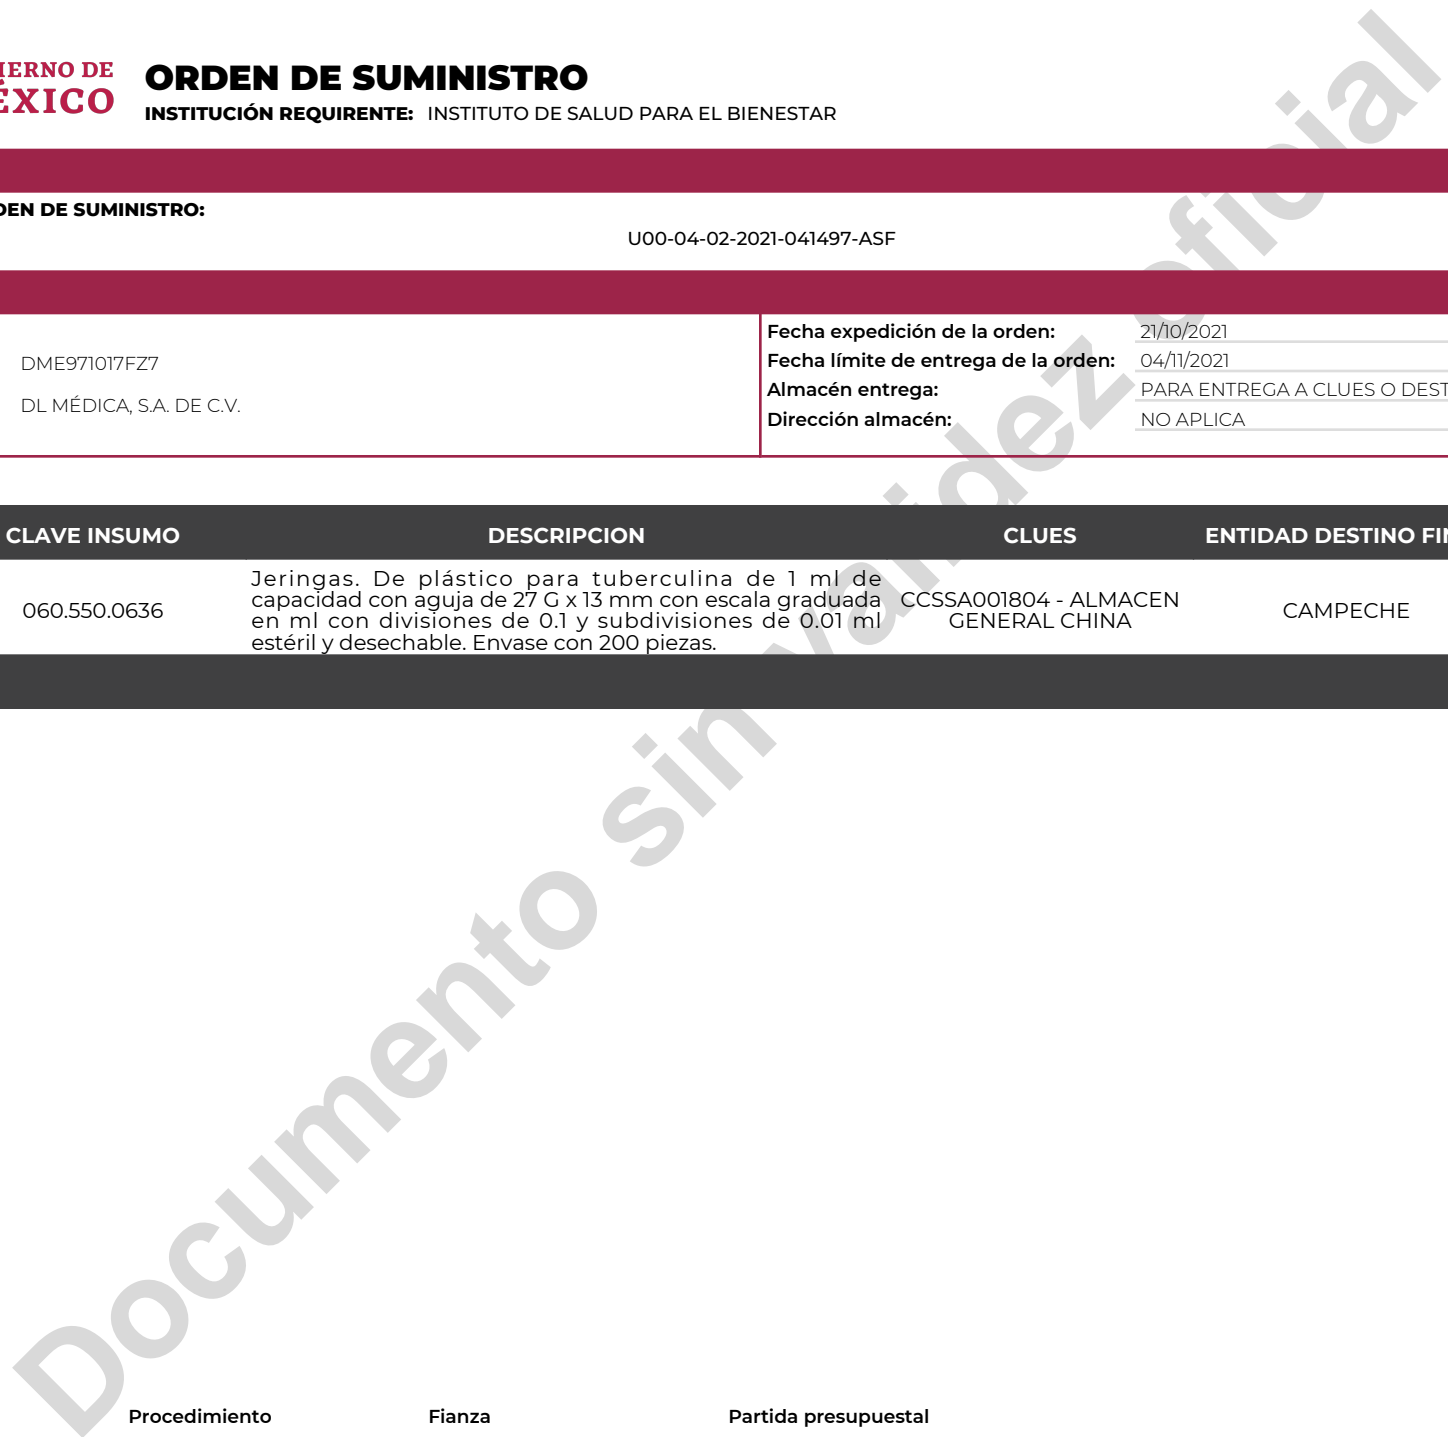 IERNO DE
ÉXICO
ORDEN DE SUMINISTRO
INSTITUCIÓN REQUIRENTE: INSTITUTO DE SALUD PARA EL BIENESTAR
DEN DE SUMINISTRO:
U00-04-02-2021-041497-ASF
DME971017FZ7
DL MÉDICA, S.A. DE C.V.
Fecha expedición de la orden: 21/10/2021
Fecha límite de entrega de la orden: 04/11/2021
Almacén entrega: PARA ENTREGA A CLUES O DEST
Dirección almacén: NO APLICA
CLAVE INSUMO DESCRIPCION CLUES ENTIDAD DESTINO FIN
060.550.0636
Jeringas. De plástico para tuberculina de 1 ml de
capacidad con aguja de 27 G x 13 mm con escala graduada
en ml con divisiones de 0.1 y subdivisiones de 0.01 ml
estéril y desechable. Envase con 200 piezas.
CCSSA001804 - ALMACEN
GENERAL CHINA
CAMPECHE
Documento sin validez oficial
Procedimiento Fianza Partida presupuestal